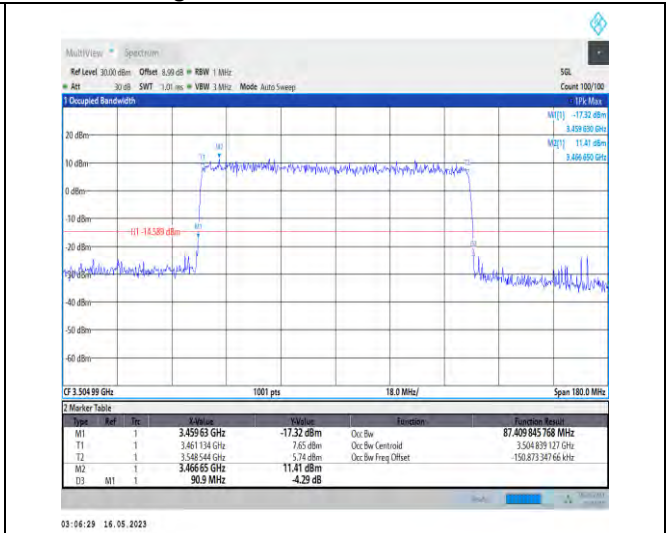 MultiView Spectrum
Ref Level 30.00 dBm Offset 8.99 dB RBW 1 MHz SGL
Att 30 dB SWT 1.01 ms VBW 3 MHz Mode Auto Sweep Count 100/100
1 Occupied Bandwidth 1Pk Max
M1[1] -17.32 dBm
3.459 630 GHz
M2[1] 11.41 dBm
3.466 650 GHz
20 dBm
M2
T1
10 dBm
0 dBm
-10 dBm
H1 -14.589 dBm
M1
-20 dBm
-30 dBm
-40 dBm
-50 dBm
-60 dBm
CF 3.504 99 GHz 1001 pts 18.0 MHz/ Span 180.0 MHz
2 Marker Table
Type Ref Trc X-Value Y-Value Function Function Result
M1 1 3.459 63 GHz -17.32 dBm Occ Bw 87.409 845 768 MHz
T1 1 3.461 134 GHz 7.65 dBm Occ Bw Centroid 3.504 839 127 GHz
T2 1 3.548 544 GHz 5.74 dBm Occ Bw Freq Offset -150.873 347 66 kHz
M2 1 3.466 65 GHz 11.41 dBm
D3 M1 1 90.9 MHz -4.29 dB
03:06:29 16.05.2023